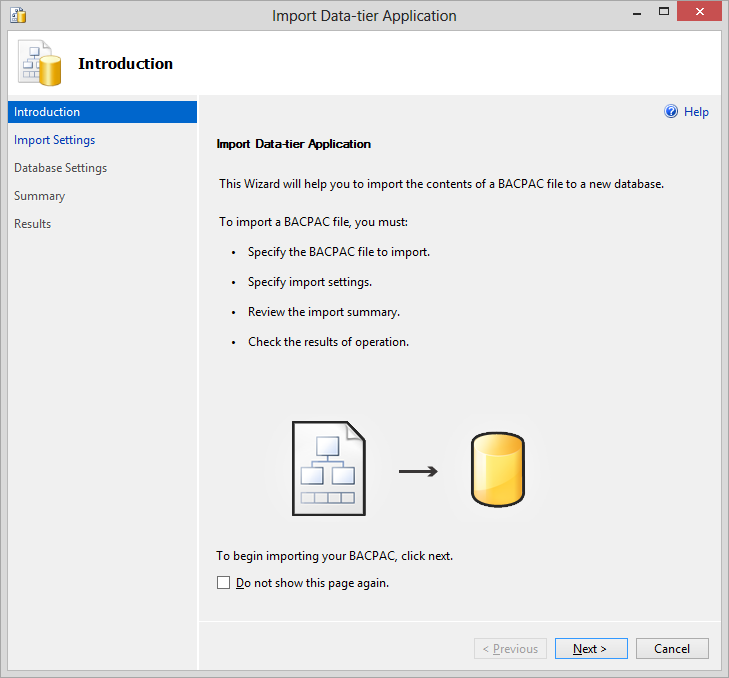 Import Data-tier Application
Introduction
Introduction
Import Settings
Database Settings
Summary
Results
Help
Import Data-tier Application
This Wizard will help you to import the contents of a BACPAC file to a new database.
To import a BACPAC file, you must:
• Specify the BACPAC file to import.
• Specify import settings.
• Review the import summary.
• Check the results of operation.
To begin importing your BACPAC, click next.
Do not show this page again.
< Previous
Next >
Cancel